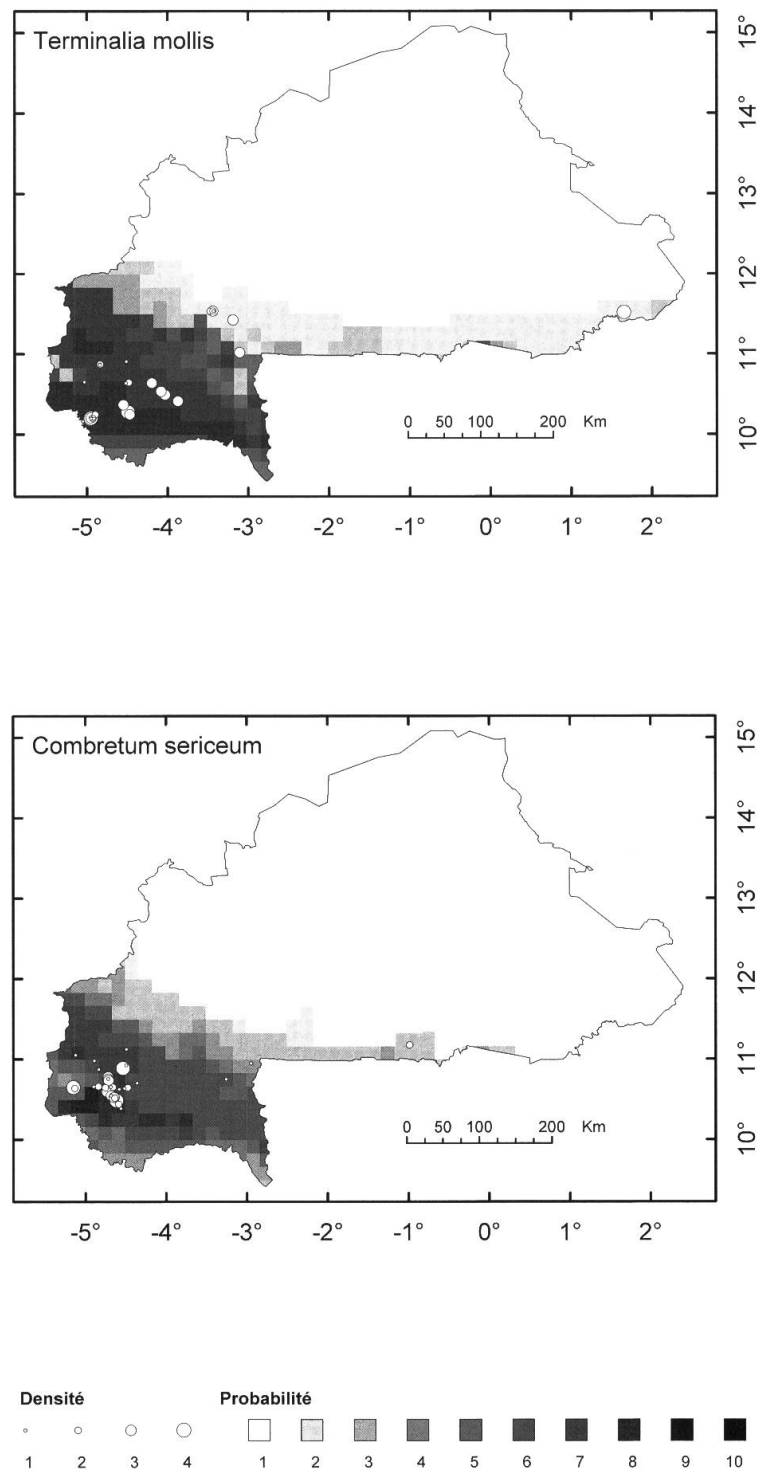 Terminalia mollis
15°
14°
13°
12°
11°
10°
0 50 100 200 Km
-5° -4° -3° -2° -1° 0° 1° 2°
Combretum sericeum
15°
14°
13°
12°
11°
10°
0 50 100 200 Km
-5° -4° -3° -2° -1° 0° 1° 2°
Densité Probabilité
1 2 3 4 1 2 3 4 5 6 7 8 9 10